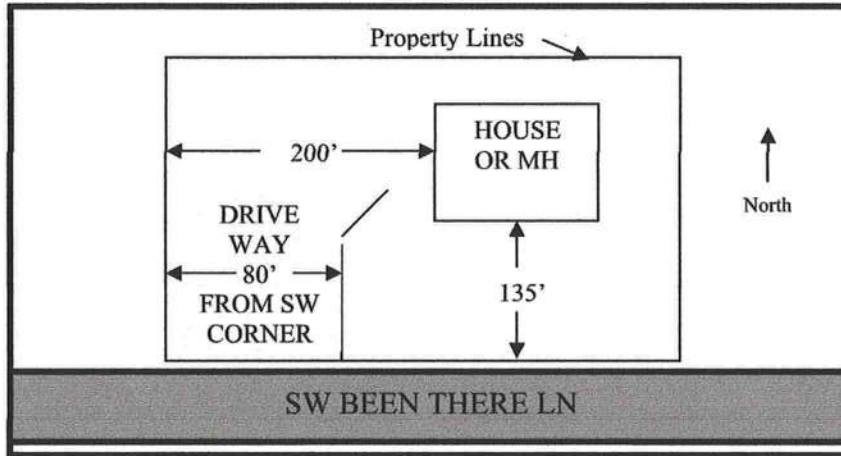 Property Lines
HOUSE
OR MH
200'
North
DRIVE
WAY
80'
FROM SW
CORNER
135'
SW BEEN THERE LN